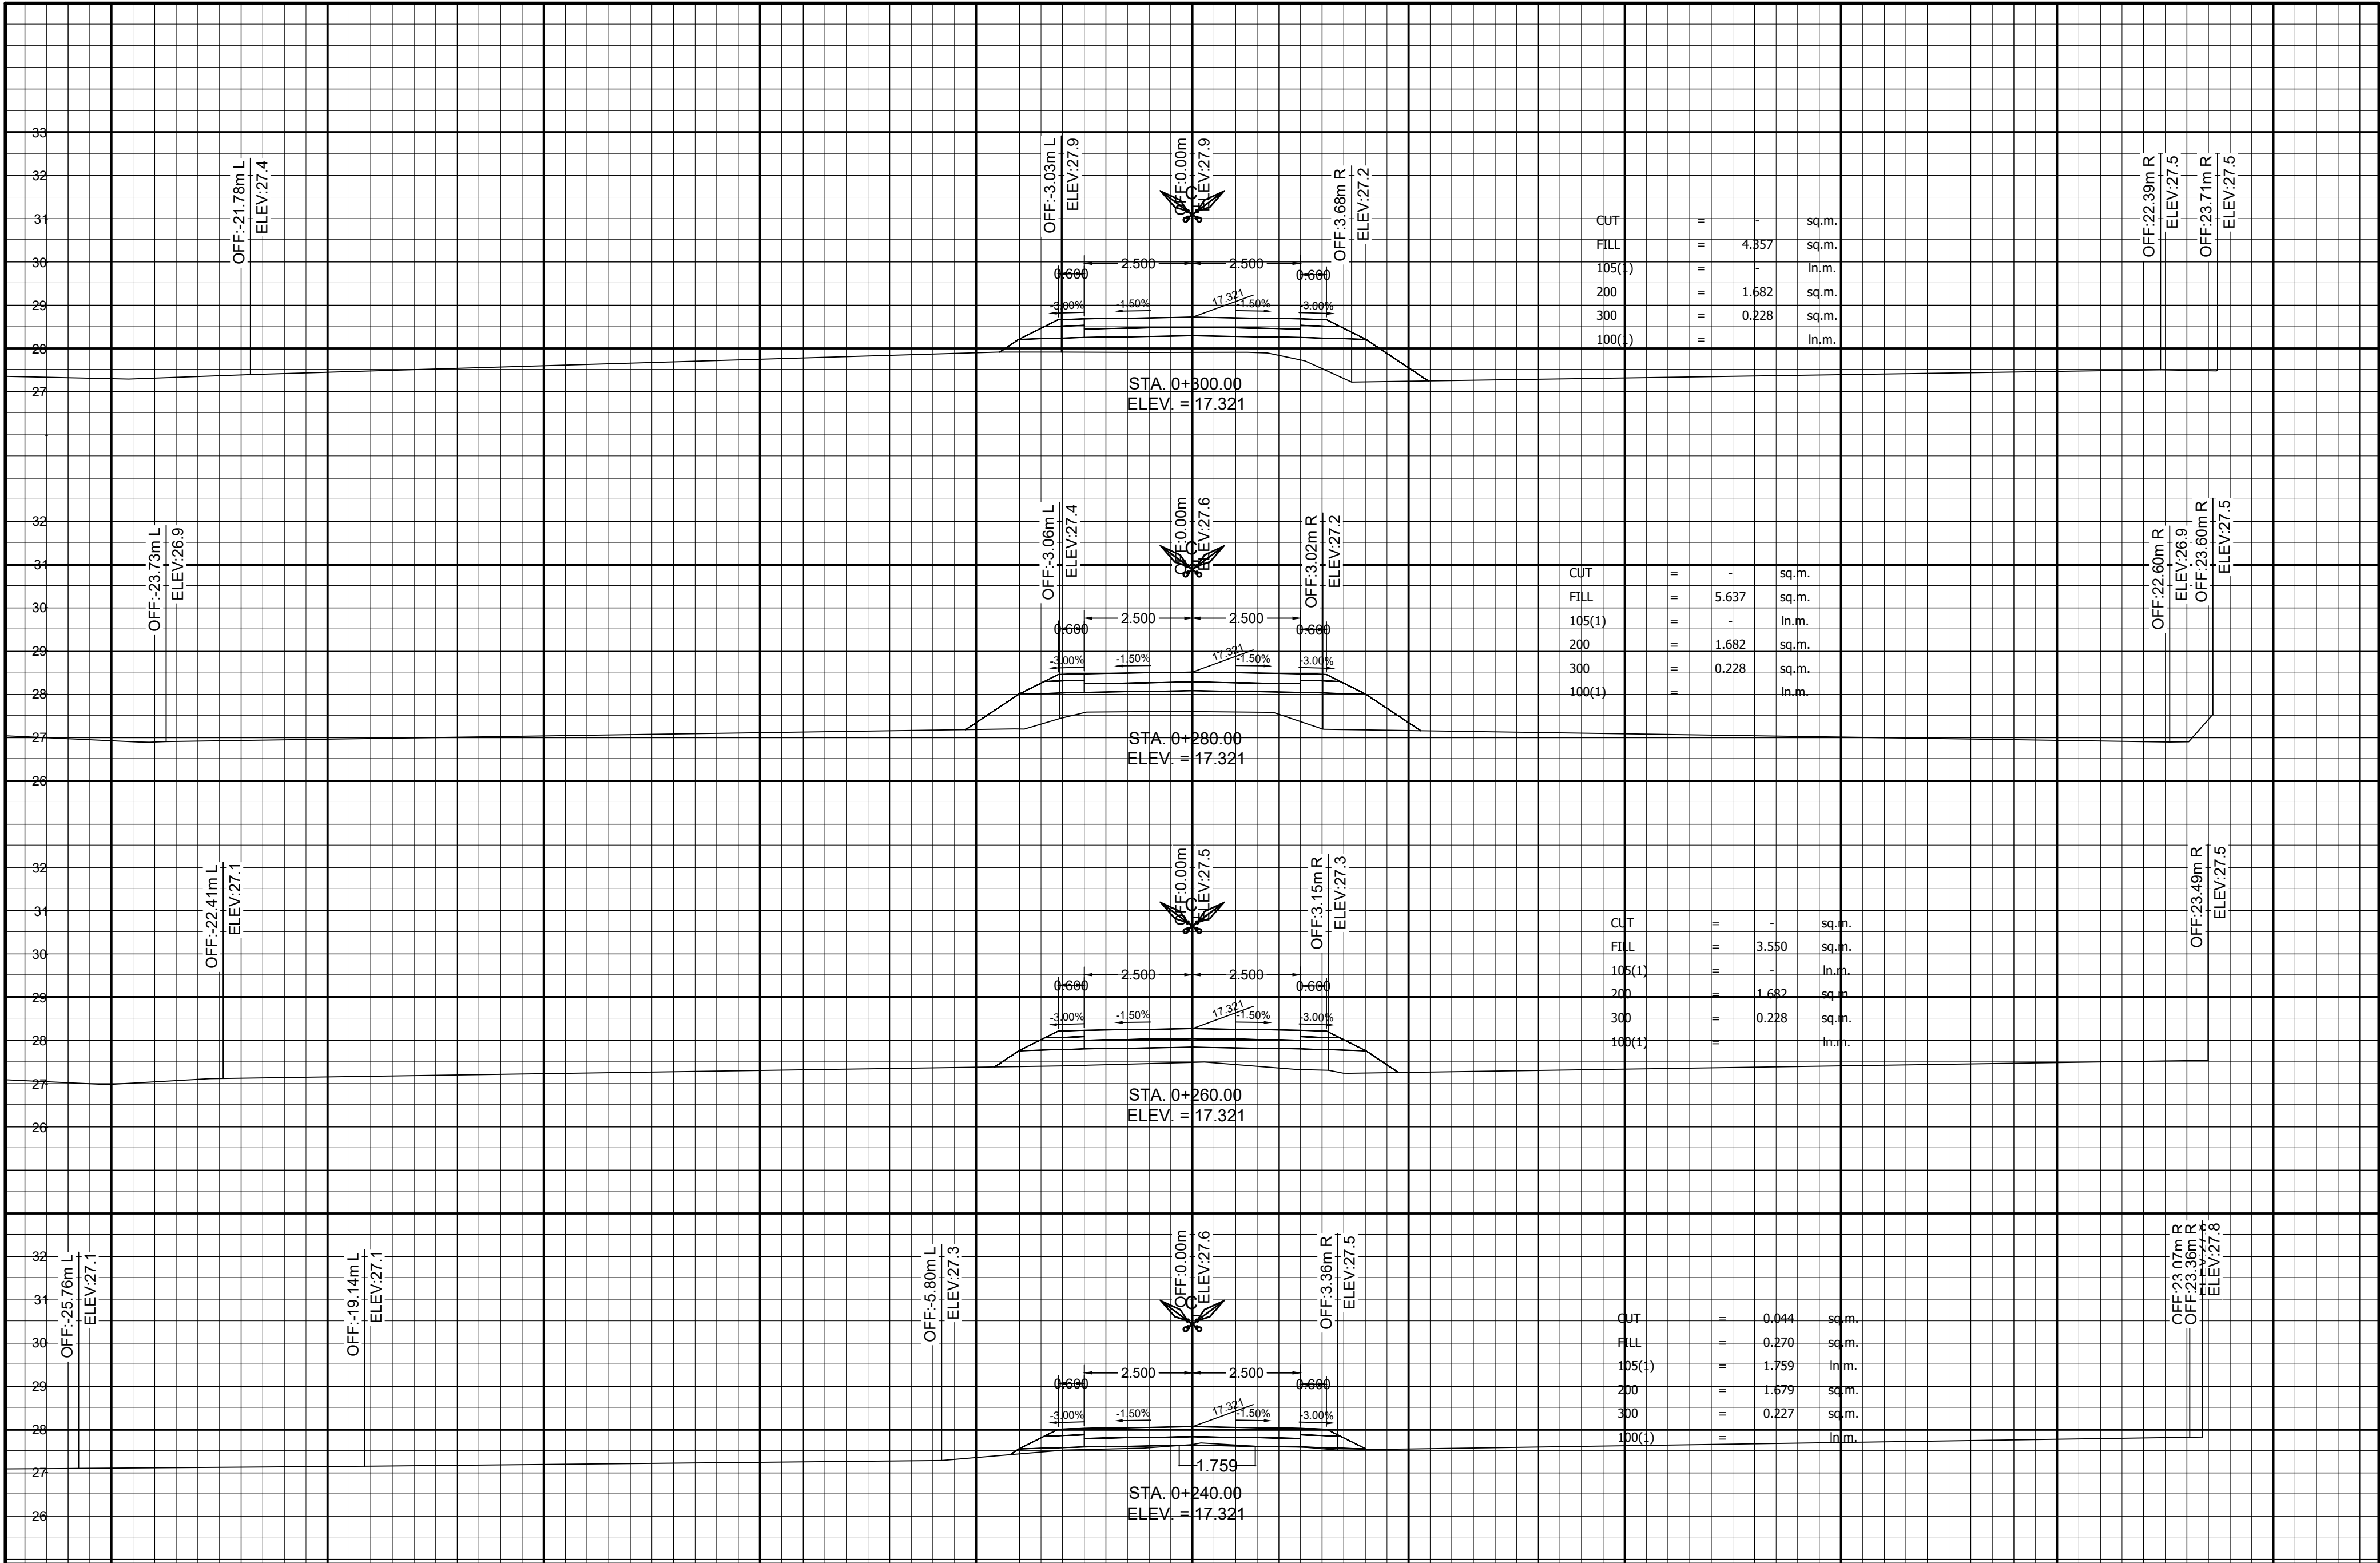 33
32
31
30
29
28
27
OFF:-21.78m L
ELEV:27.4
OFF:-3.03m L
ELEV:27.9
OFF:0.00m
ELEV:27.9
OFF:3.68m R
ELEV:27.2
OFF:22.39m R
ELEV:27.5
OFF:23.71m R
ELEV:27.5
2.500 2.500
0.600 0.600
-3.00% -1.50% 17.321 -1.50% -3.00%
STA. 0+300.00
ELEV. = 17.321
CUT = - sq.m.
FILL = 4.357 sq.m.
105(1) = - ln.m.
200 = 1.682 sq.m.
300 = 0.228 sq.m.
100(1) = ln.m.
32
31
30
29
28
27
26
OFF:-23.73m L
ELEV:26.9
OFF:-3.06m L
ELEV:27.4
OFF:0.00m
ELEV:27.6
OFF:3.02m R
ELEV:27.2
OFF:22.60m R
ELEV:26.9
OFF:23.60m R
ELEV:27.5
2.500 2.500
0.600 0.600
-3.00% -1.50% 17.321 -1.50% -3.00%
STA. 0+280.00
ELEV. = 17.321
CUT = - sq.m.
FILL = 5.637 sq.m.
105(1) = - ln.m.
200 = 1.682 sq.m.
300 = 0.228 sq.m.
100(1) = ln.m.
32
31
30
29
28
27
26
OFF:-22.41m L
ELEV:27.1
OFF:0.00m
ELEV:27.5
OFF:3.15m R
ELEV:27.3
OFF:23.49m R
ELEV:27.5
2.500 2.500
0.600 0.600
-3.00% -1.50% 17.321 -1.50% -3.00%
STA. 0+260.00
ELEV. = 17.321
CUT = - sq.m.
FILL = 3.550 sq.m.
105(1) = - ln.m.
200 = 1.682 sq.m.
300 = 0.228 sq.m.
100(1) = ln.m.
32
31
30
29
28
27
26
OFF:-25.76m L
ELEV:27.1
OFF:-19.14m L
ELEV:27.1
OFF:-5.80m L
ELEV:27.3
OFF:0.00m
ELEV:27.6
OFF:3.36m R
ELEV:27.5
OFF:23.07m R
OFF:23.36m R
ELEV:27.8
2.500 2.500
0.600 0.600
-3.00% -1.50% 17.321 -1.50% -3.00%
1.759
STA. 0+240.00
ELEV. = 17.321
CUT = 0.044 sq.m.
FILL = 0.270 sq.m.
105(1) = 1.759 ln.m.
200 = 1.679 sq.m.
300 = 0.227 sq.m.
100(1) = ln.m.